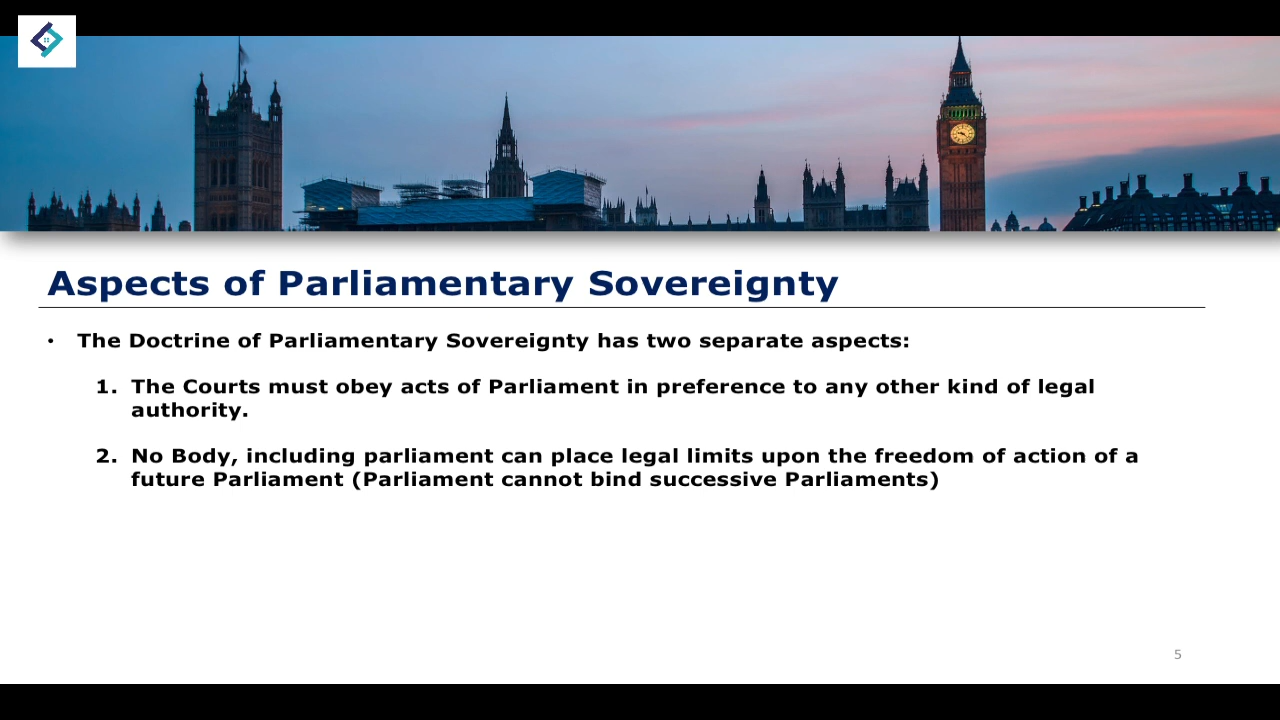 Aspects of Parliamentary Sovereignty
• The Doctrine of Parliamentary Sovereignty has two separate aspects:
1. The Courts must obey acts of Parliament in preference to any other kind of legal
authority.
2. No Body, including parliament can place legal limits upon the freedom of action of a
future Parliament (Parliament cannot bind successive Parliaments)
5